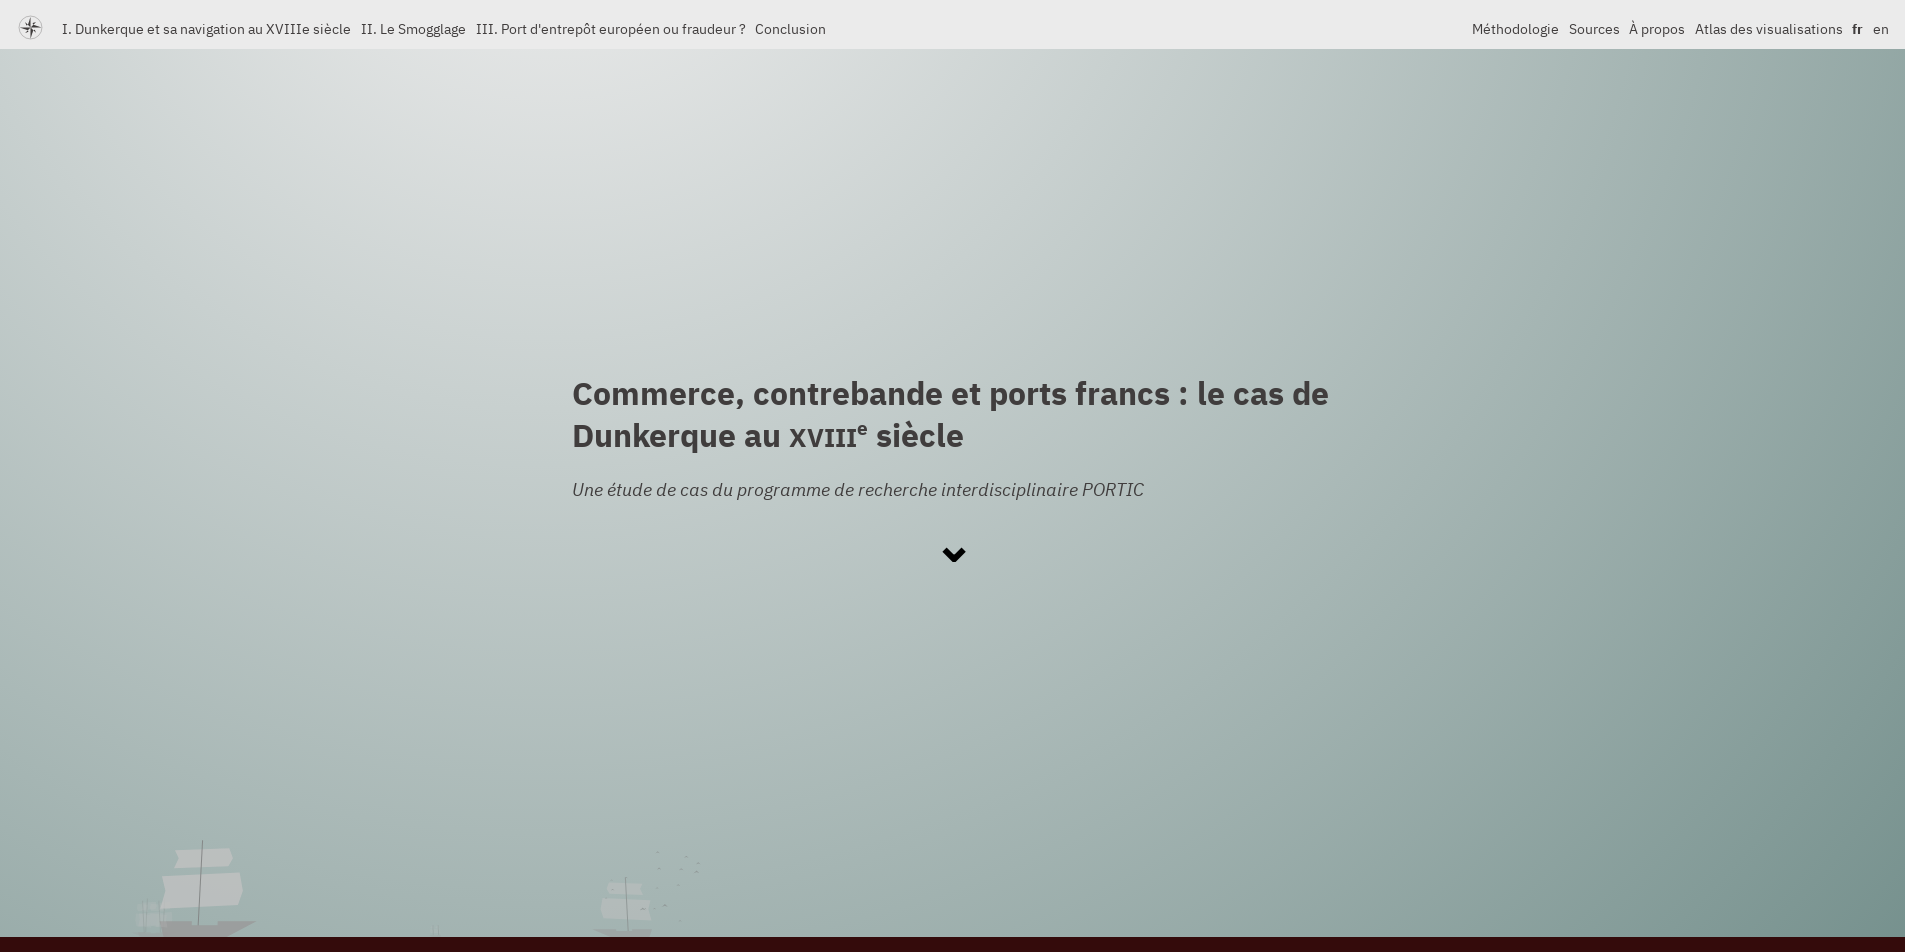 I. Dunkerque et sa navigation au XVIIIe siècle II. Le Smogglage III. Port d'entrepôt européen ou fraudeur ? Conclusion Méthodologie Sources À propos Atlas des visualisations fr en
Commerce, contrebande et ports francs : le cas de
Dunkerque au XVIIIe siècle
Une étude de cas du programme de recherche interdisciplinaire PORTIC